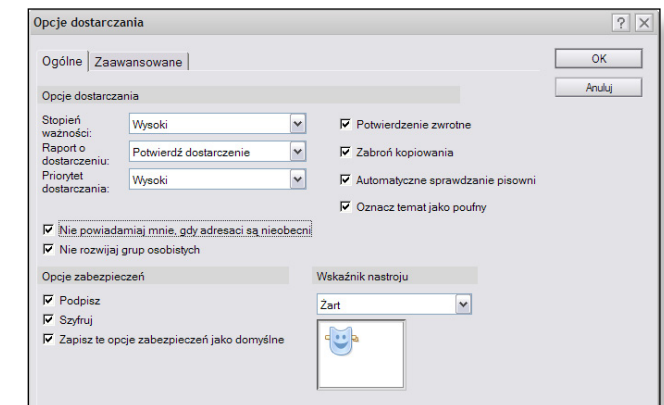 Opcje dostarczania
?
X
Ogólne
Zaawansowane
OK
Anuluj
Opcje dostarczania
Stopień
ważności:
Wysoki
Raport o
dostarczeniu:
Potwierdź dostarczenie
Priorytet
dostarczania:
Wysoki
Potwierdzenie zwrotne
Zabroń kopiowania
Automatyczne sprawdzanie pisowni
Oznacz temat jako poufny
Nie powiadamiaj mnie, gdy adresaci są nieobecni
Nie rozwijaj grup osobistych
Opcje zabezpieczeń
Podpisz
Szyfruj
Zapisz te opcje zabezpieczeń jako domyślne
Wskaźnik nastroju
Żart